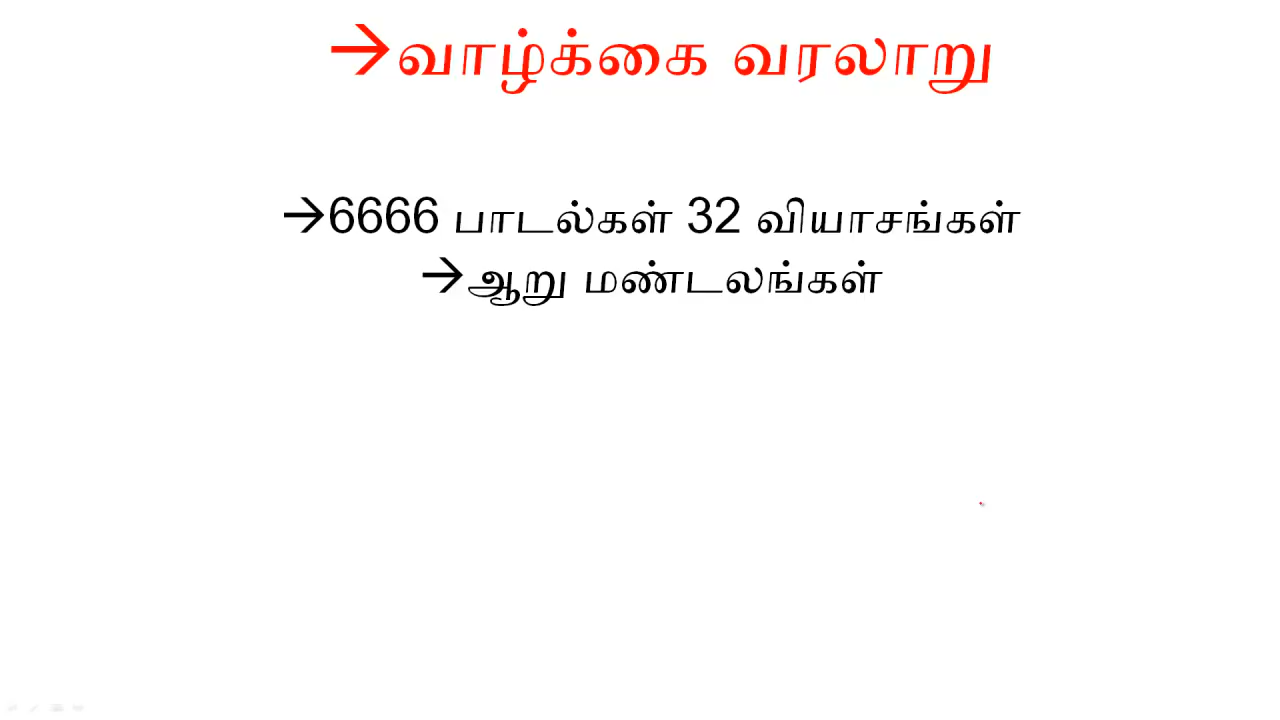 →வாழ்க்கை வரலாறு
→6666 பாடல்கள் 32 வியாசங்கள்
→ஆறு மண்டலங்கள்